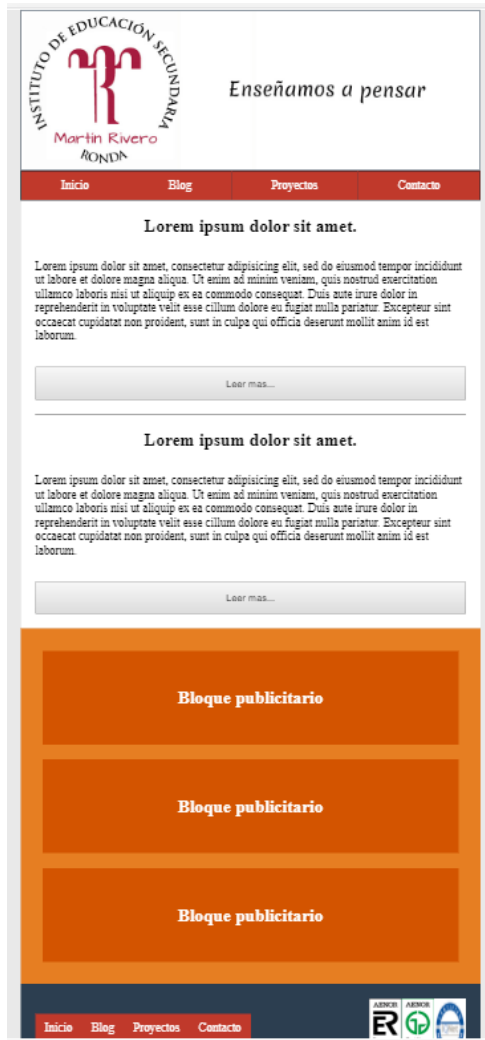 INSTITUTO DE EDUCACIÓN SECUNDARIA
Martin Rivero
RONDA
Enseñamos a pensar
Inicio Blog Proyectos Contacto
Lorem ipsum dolor sit amet.
Lorem ipsum dolor sit amet, consectetur adipisicing elit, sed do eiusmod tempor incididunt
ut labore et dolore magna aliqua. Ut enim ad minim veniam, quis nostrud exercitation
ullamco laboris nisi ut aliquip ex ea commodo consequat. Duis aute irure dolor in
reprehenderit in voluptate velit esse cillum dolore eu fugiat nulla pariatur. Excepteur sint
occaecat cupidatat non proident, sunt in culpa qui officia deserunt mollit anim id est
laborum.
Leer mas...
Lorem ipsum dolor sit amet.
Lorem ipsum dolor sit amet, consectetur adipisicing elit, sed do eiusmod tempor incididunt
ut labore et dolore magna aliqua. Ut enim ad minim veniam, quis nostrud exercitation
ullamco laboris nisi ut aliquip ex ea commodo consequat. Duis aute irure dolor in
reprehenderit in voluptate velit esse cillum dolore eu fugiat nulla pariatur. Excepteur sint
occaecat cupidatat non proident, sunt in culpa qui officia deserunt mollit anim id est
laborum.
Leer mas...
Bloque publicitario
Bloque publicitario
Bloque publicitario
AENOR AENOR
ER
Inicio Blog Proyectos Contacto